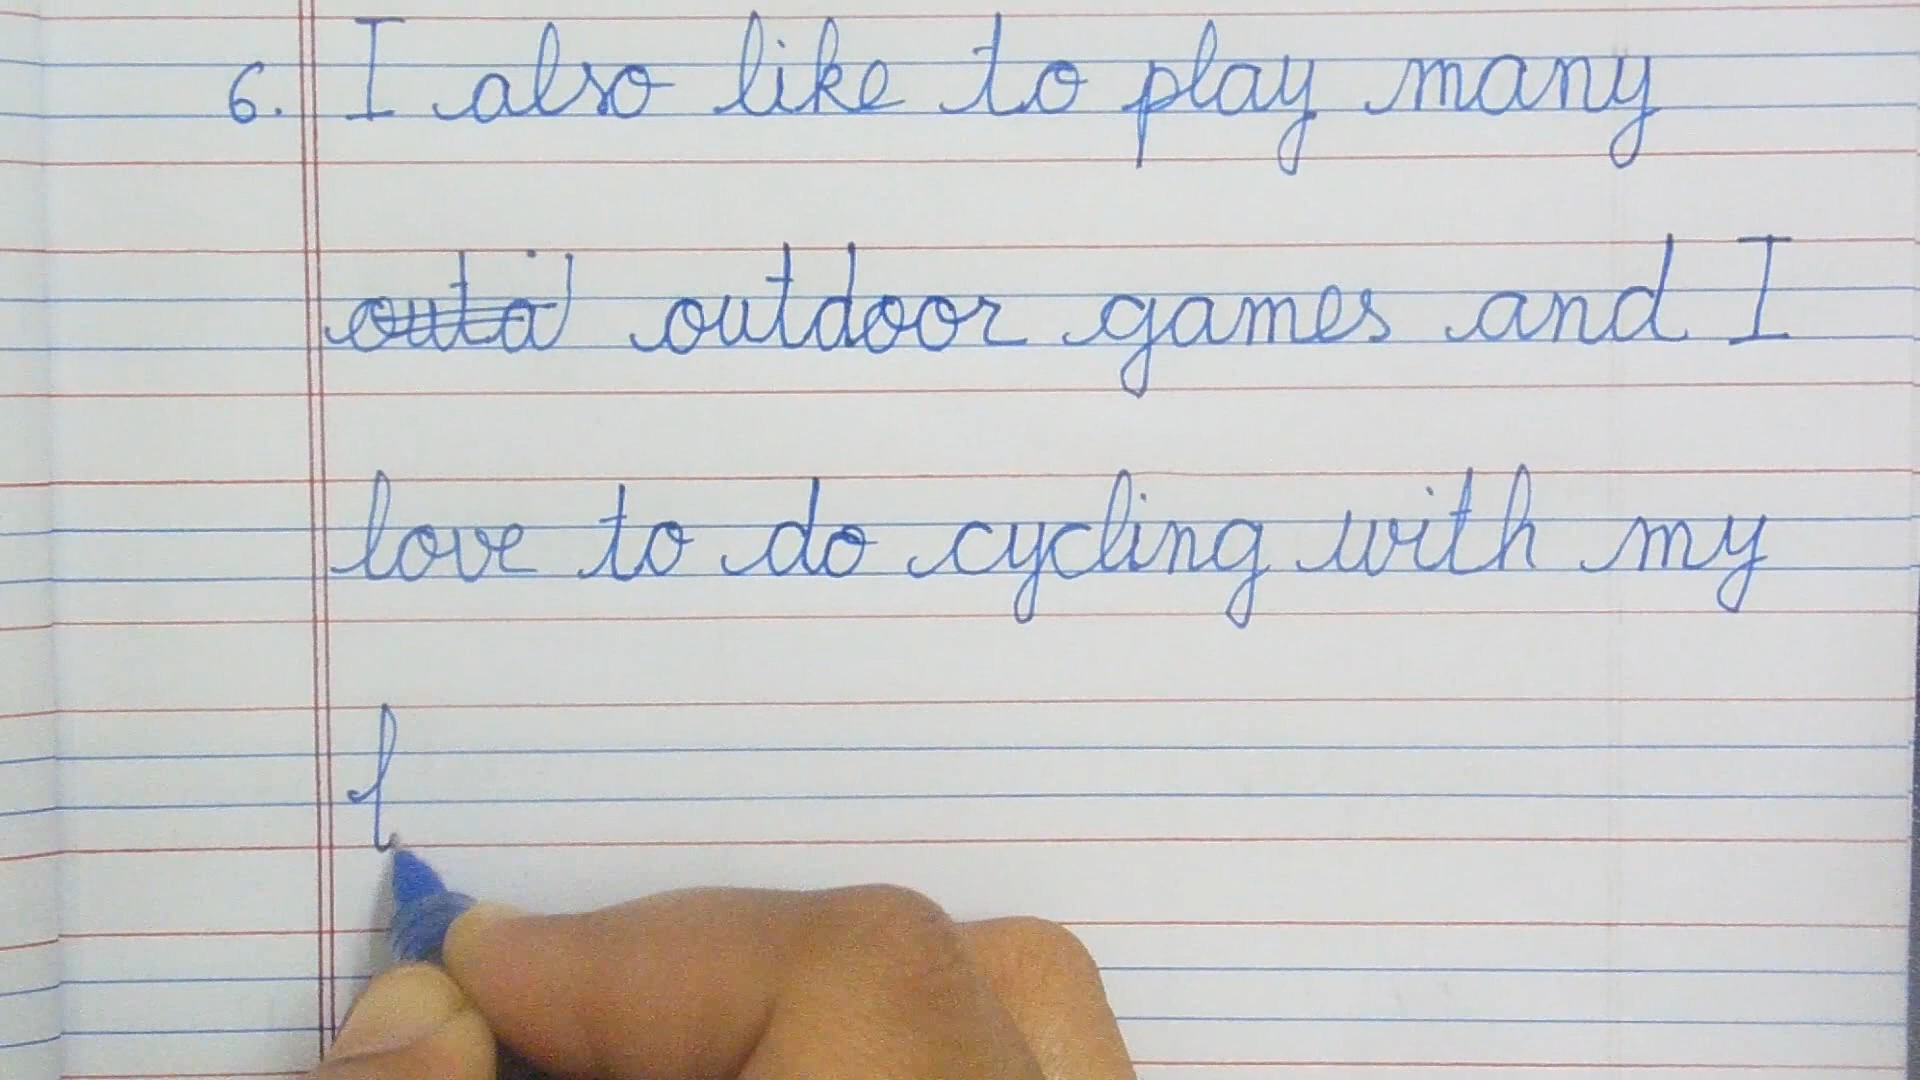 6. I also like to play many
outdoor games and I
love to do cycling with my
f